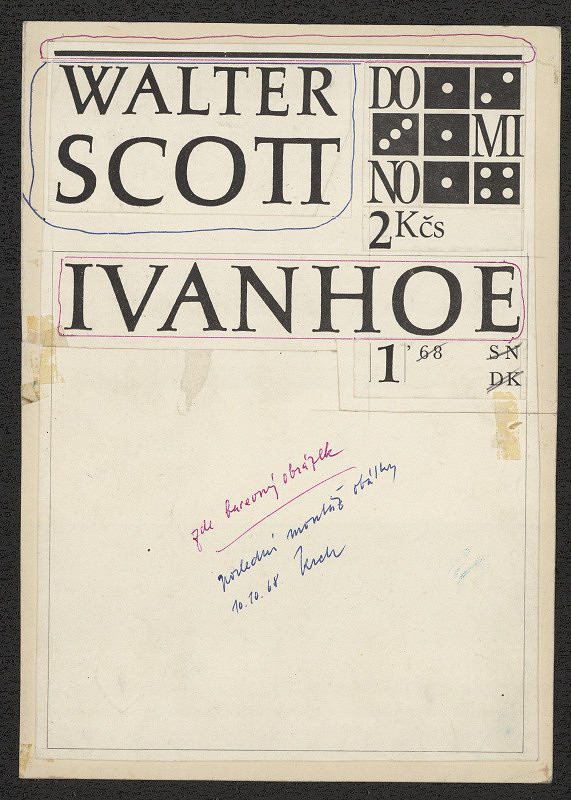 WALTER
SCOTT
DO
MI
NO
2 Kčs
IVANHOE
1 '68
SN
DK
zde barevný obrázek
poslední montáž obálky
10.10.68